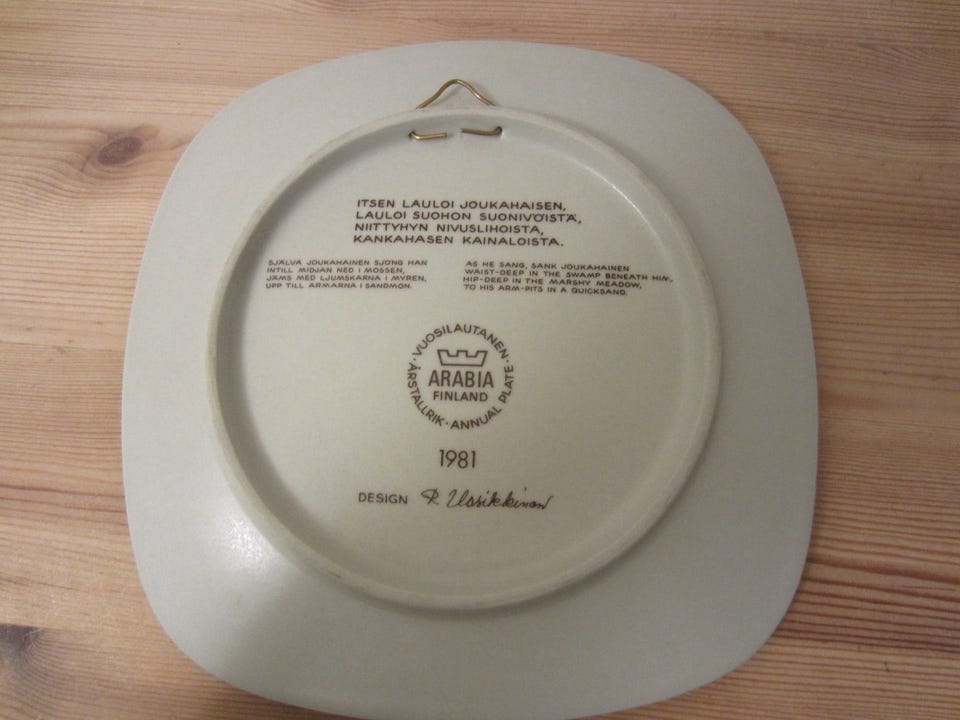 ITSEN LAULOI JOUKAHAISEN,
LAULOI SUOHON SUONIVÖISTÄ,
NIITTYHYN NIVUSLIHOISTA,
KANKAHASEN KAINALOISTA.
SJÄLVA JOUKAHAINEN SJÖNG HAN
INTILL MIDJAN NED I MOSSEN,
JÄMS MED LJUMSKARNA I MYREN,
UPP TILL ARMARNA I SANDMON.
AS HE SANG, SANK JOUKAHAINEN
WAIST-DEEP IN THE SWAMP BENEATH HIM,
HIP-DEEP IN THE MARSHY MEADOW,
TO HIS ARM-PITS IN A QUICKSAND.
· VUOSILAUTANEN ·
ARABIA
FINLAND
ÅRSTALLRIK · ANNUAL PLATE
1981
DESIGN R Uosikkinen